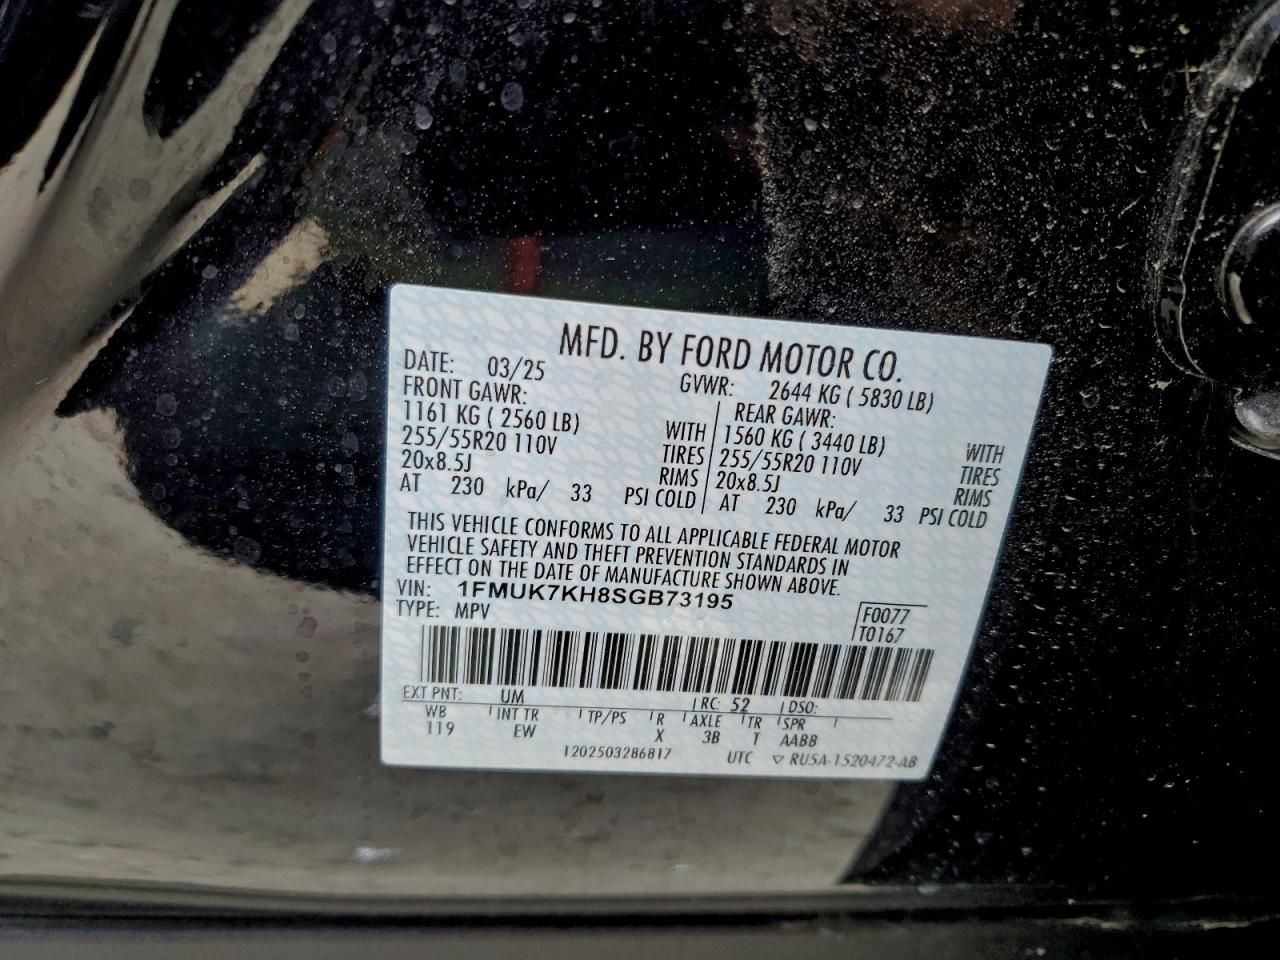 MFD. BY FORD MOTOR CO.
DATE: 03/25 GVWR: 2644 KG ( 5830 LB)
FRONT GAWR: REAR GAWR:
1161 KG ( 2560 LB) WITH 1560 KG ( 3440 LB) WITH
255/55R20 110V TIRES 255/55R20 110V TIRES
20x8.5J RIMS 20x8.5J RIMS
AT 230 kPa/ 33 PSI COLD AT 230 kPa/ 33 PSI COLD
THIS VEHICLE CONFORMS TO ALL APPLICABLE FEDERAL MOTOR
VEHICLE SAFETY AND THEFT PREVENTION STANDARDS IN
EFFECT ON THE DATE OF MANUFACTURE SHOWN ABOVE.
VIN: 1FMUK7KH8SGB73195
TYPE: MPV
F0077
T0167
EXT PNT: UM RC: 52 DSO:
WB INT TR TP/PS R AXLE TR SPR
119 EW X 3B T AABB
1202503286817 UTC ▽ RU5A-1520472-AB